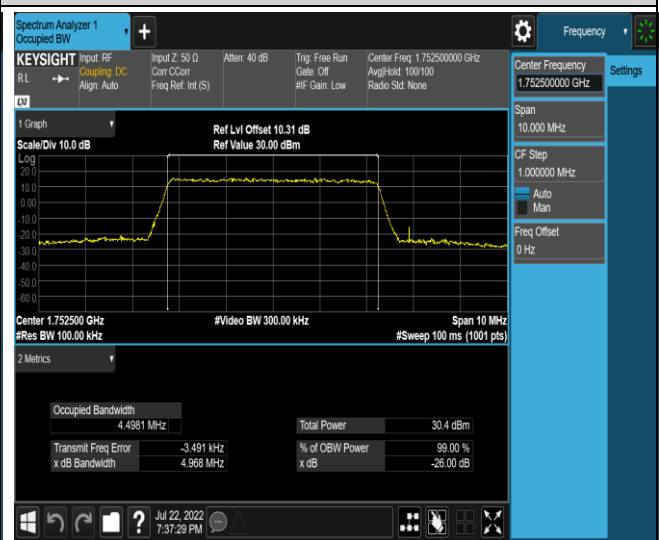 Spectrum Analyzer 1
Occupied BW
Frequency
KEYSIGHT Input: RF Input Z: 50 Ω Atten: 40 dB Trig: Free Run Center Freq: 1.752500000 GHz
RL Coupling: DC Corr CCorr Gate: Off Avg|Hold: 100/100
Align: Auto Freq Ref: Int (S) #IF Gain: Low Radio Std: None
LXI
Center Frequency
1.752500000 GHz
Settings
Span
10.000 MHz
CF Step
1.000000 MHz
Auto
Man
Freq Offset
0 Hz
1 Graph
Ref Lvl Offset 10.31 dB
Scale/Div 10.0 dB Ref Value 30.00 dBm
Log
20.0
10.0
0.00
-10.0
-20.0
-30.0
-40.0
-50.0
-60.0
Center 1.752500 GHz #Video BW 300.00 kHz Span 10 MHz
#Res BW 100.00 kHz #Sweep 100 ms (1001 pts)
2 Metrics
Occupied Bandwidth
4.4981 MHz Total Power 30.4 dBm
Transmit Freq Error -3.491 kHz % of OBW Power 99.00 %
x dB Bandwidth 4.968 MHz x dB -26.00 dB
Jul 22, 2022
7:37:29 PM